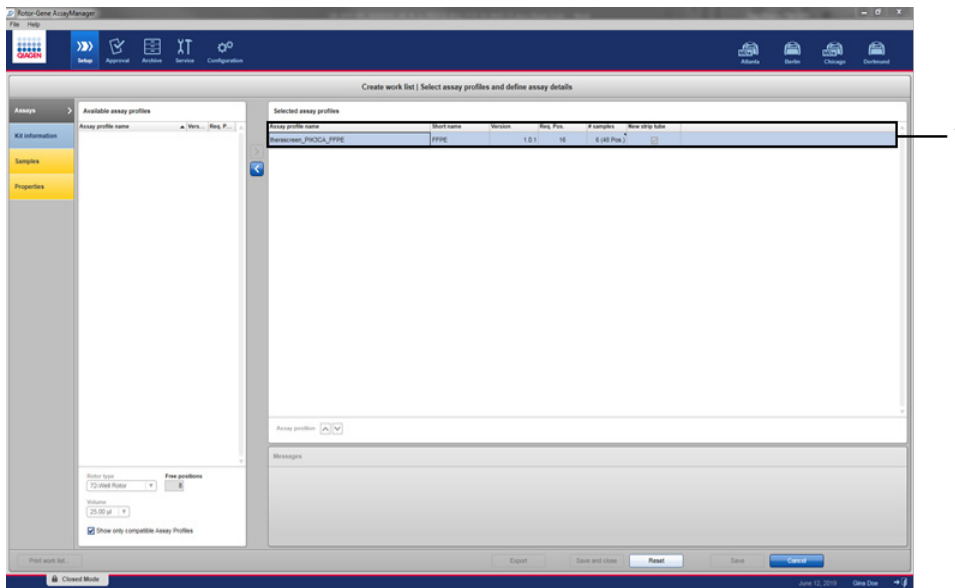 Rotor-Gene AssayManager
File Help
QIAGEN
Setup Approval Archive Service Configuration
Atlanta Berlin Chicago Dortmund
Create work list | Select assay profiles and define assay details
Assays
Kit information
Samples
Properties
Available assay profiles
Assay profile name Vers... Req. P...
Selected assay profiles
Assay profile name Short name Version Req. Pos. # samples New strip tube
therascreen_PIK3CA_FFPE FFPE 1.0.1 16 6 (48 Pos.)
Assay position
Messages
Rotor type Free positions
72-Well Rotor 8
Volume
25.00 µl
Show only compatible Assay Profiles
Print work list... Export Save and close Reset Save Cancel
Closed Mode June 12, 2019 Gina Doe